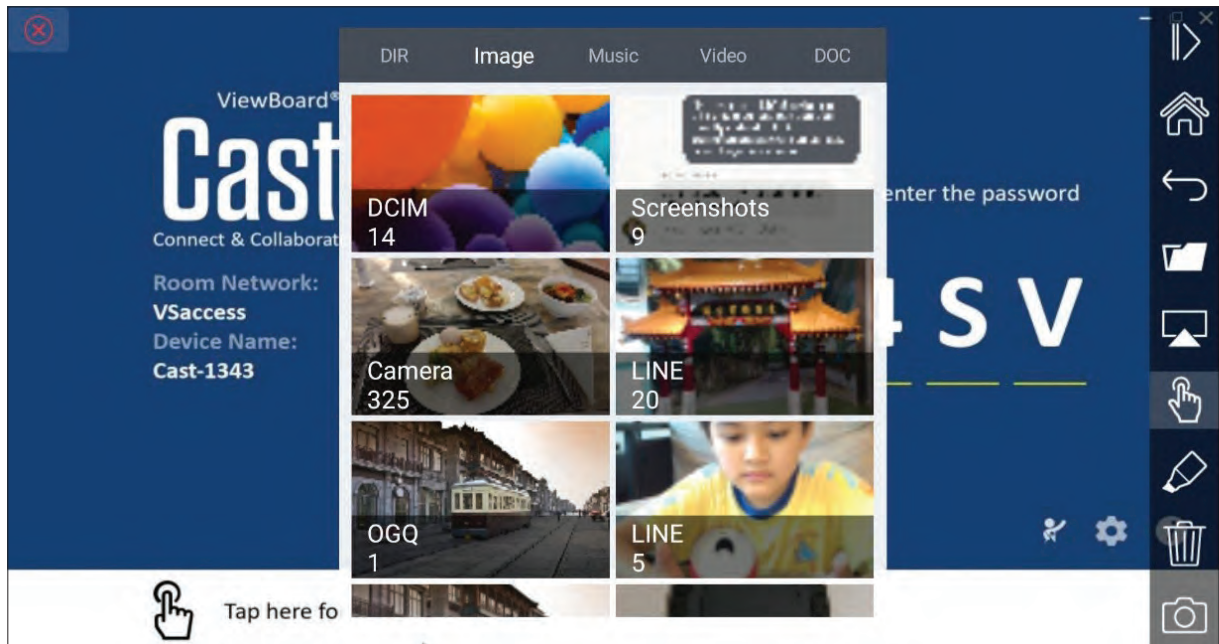 DIR Image Music Video DOC
ViewBoard®
Cast
Connect & Collaborat
Room Network:
VSaccess
Device Name:
Cast-1343
DCIM
14
Screenshots
9
Camera
325
LINE
20
OGQ
1
LINE
5
enter the password
S V
Tap here fo